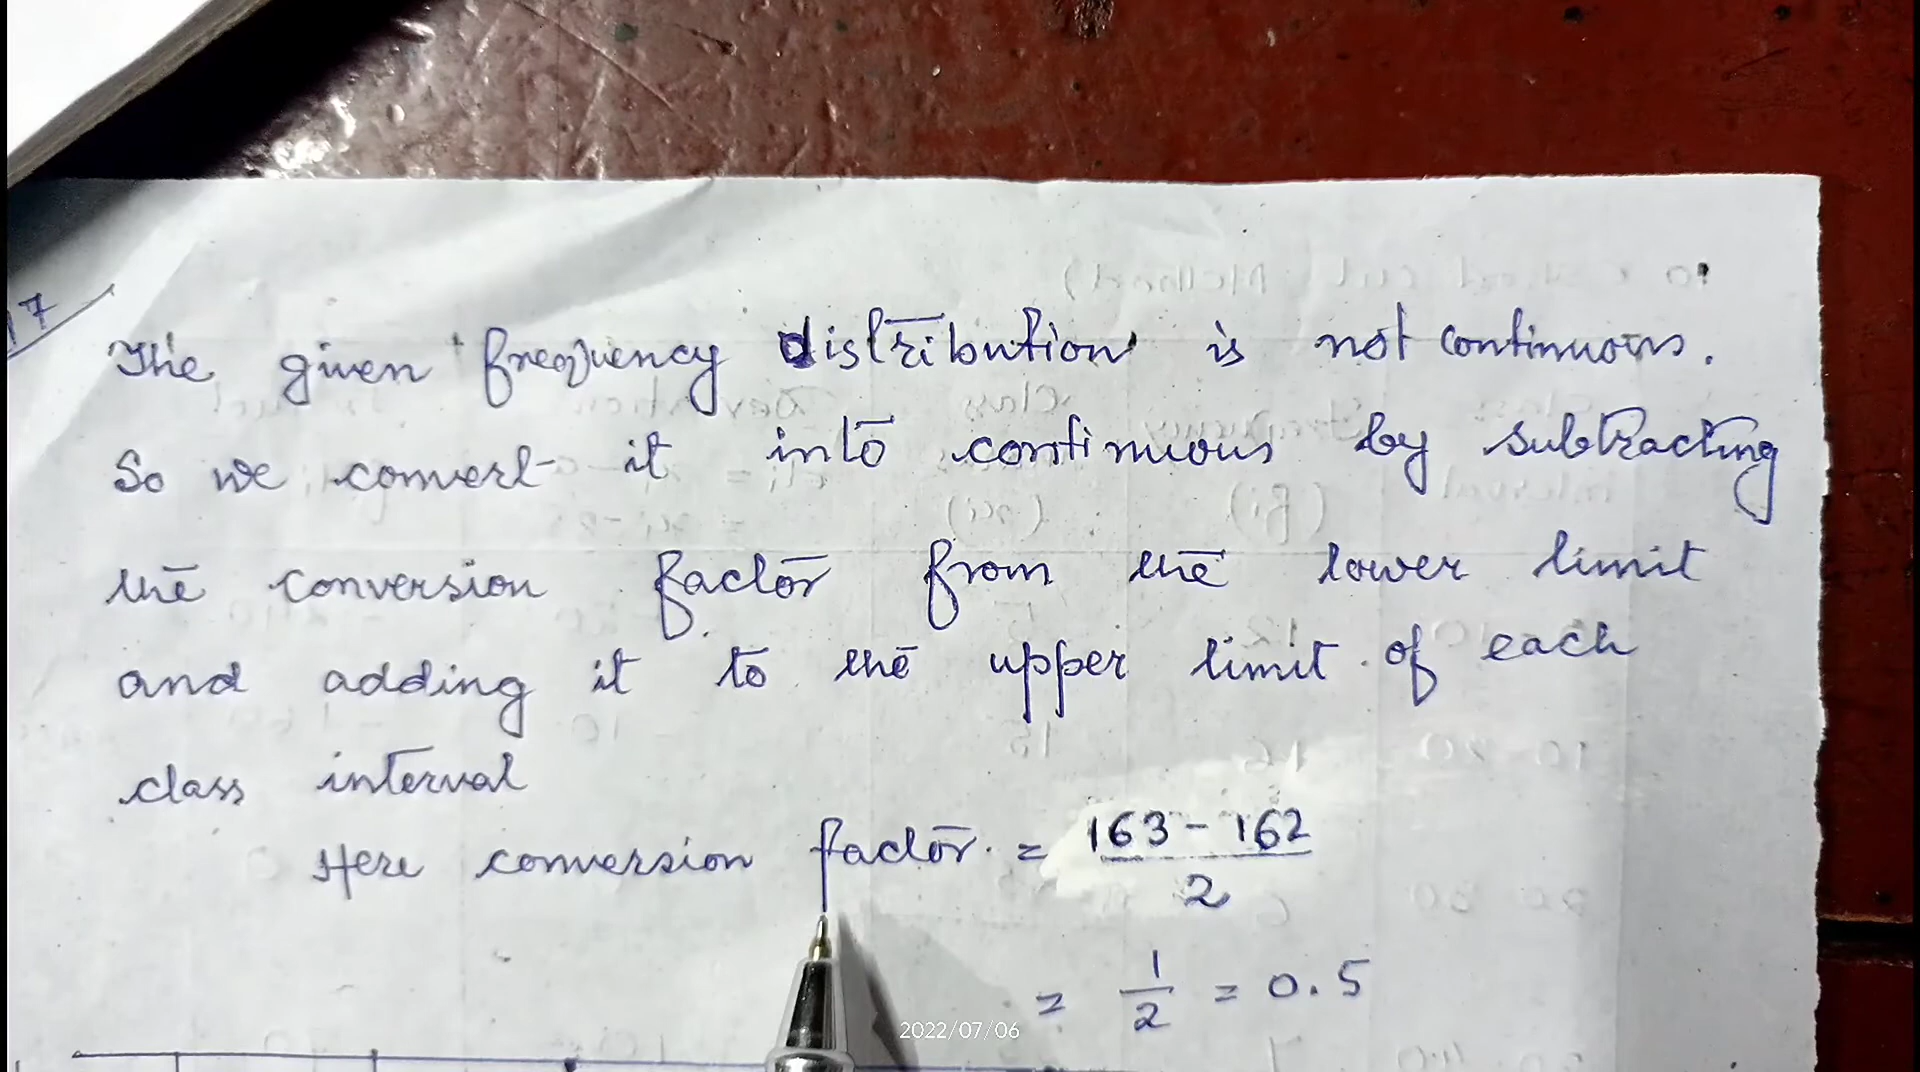 17
The given frequency distribution is not continuous.
So we convert it into continuous by subtracting
the conversion factor from the lower limit
and adding it to the upper limit of each
class interval
Here conversion factor = 163 - 162 / 2
= 1/2 = 0.5
2022/07/06